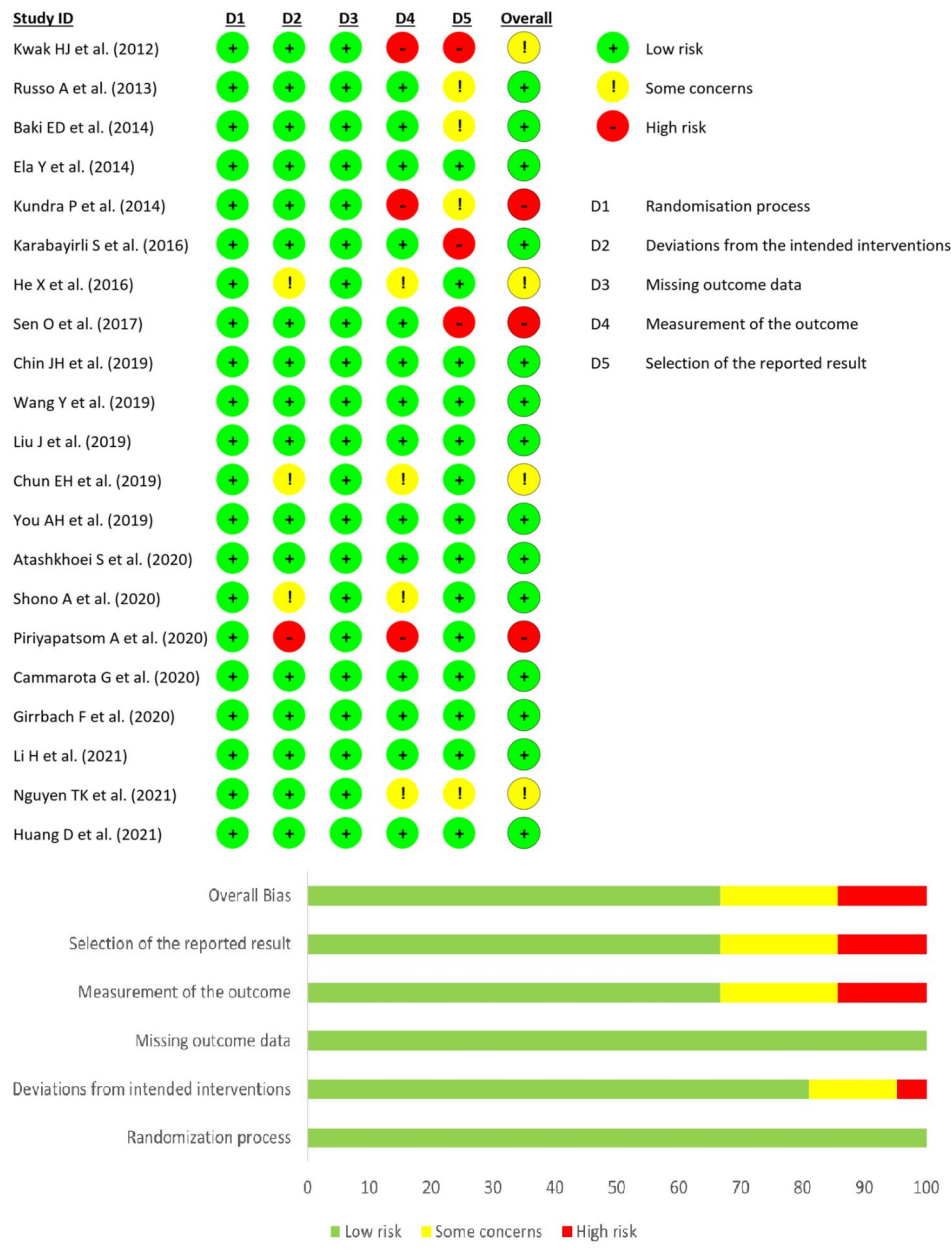 Study ID D1 D2 D3 D4 D5 Overall
Kwak HJ et al. (2012) + + + - - ! + Low risk
Russo A et al. (2013) + + + + ! + ! Some concerns
Baki ED et al. (2014) + + + + ! + - High risk
Ela Y et al. (2014) + + + + + +
Kundra P et al. (2014) + + + - ! - D1 Randomisation process
Karabayirli S et al. (2016) + + + + - + D2 Deviations from the intended interventions
He X et al. (2016) + ! + ! + ! D3 Missing outcome data
Sen O et al. (2017) + + + + - - D4 Measurement of the outcome
Chin JH et al. (2019) + + + + + + D5 Selection of the reported result
Wang Y et al. (2019) + + + + + +
Liu J et al. (2019) + + + + + +
Chun EH et al. (2019) + ! + ! + !
You AH et al. (2019) + + + + + +
Atashkhoei S et al. (2020) + + + + + +
Shono A et al. (2020) + ! + ! + +
Piriyapatsom A et al. (2020) + - + - + -
Cammarota G et al. (2020) + + + + + +
Girrbach F et al. (2020) + + + + + +
Li H et al. (2021) + + + + + +
Nguyen TK et al. (2021) + + + ! ! !
Huang D et al. (2021) + + + + + +
Overall Bias
Selection of the reported result
Measurement of the outcome
Missing outcome data
Deviations from intended interventions
Randomization process
0 10 20 30 40 50 60 70 80 90 100
Low risk Some concerns High risk